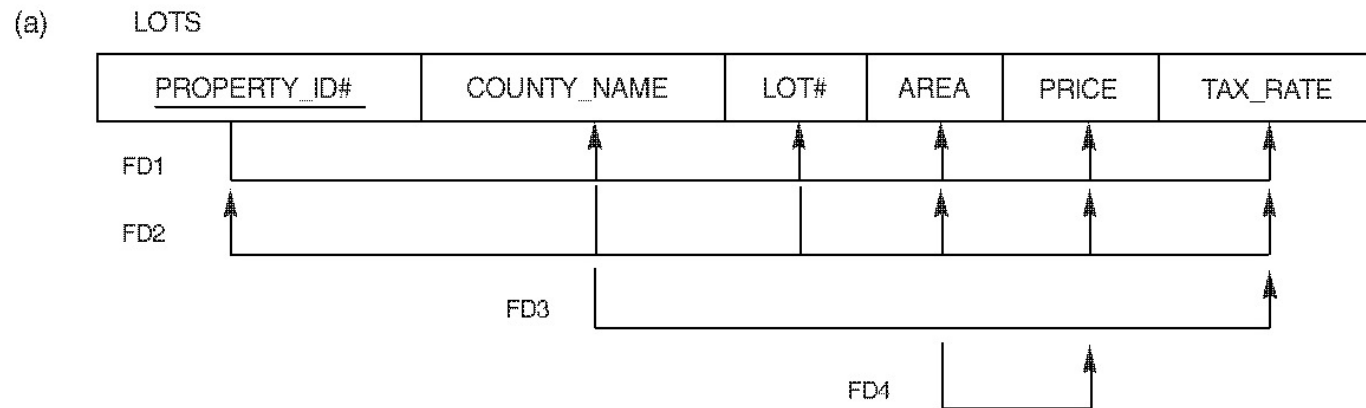 (a) LOTS
PROPERTY_ID# COUNTY_NAME LOT# AREA PRICE TAX_RATE
FD1
FD2
FD3
FD4